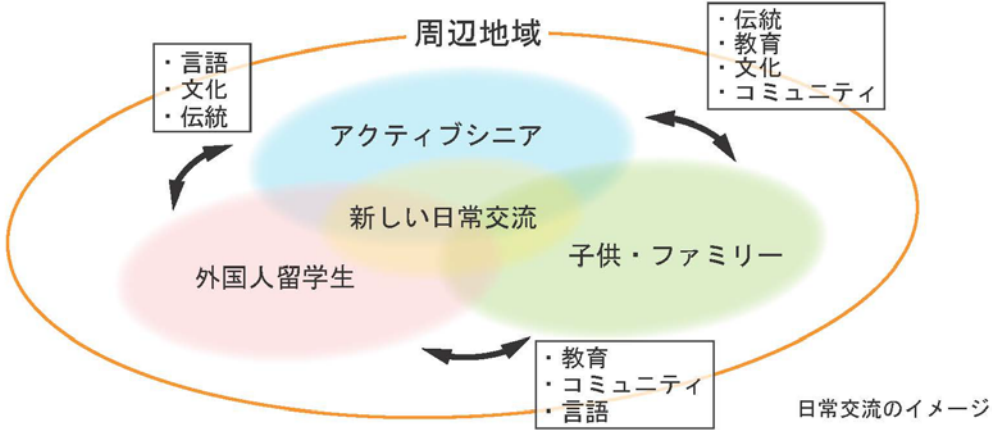 周辺地域
・言語
・文化
・伝統
・伝統
・教育
・文化
・コミュニティ
アクティブシニア
新しい日常交流
外国人留学生
子供・ファミリー
・教育
・コミュニティ
・言語
日常交流のイメージ